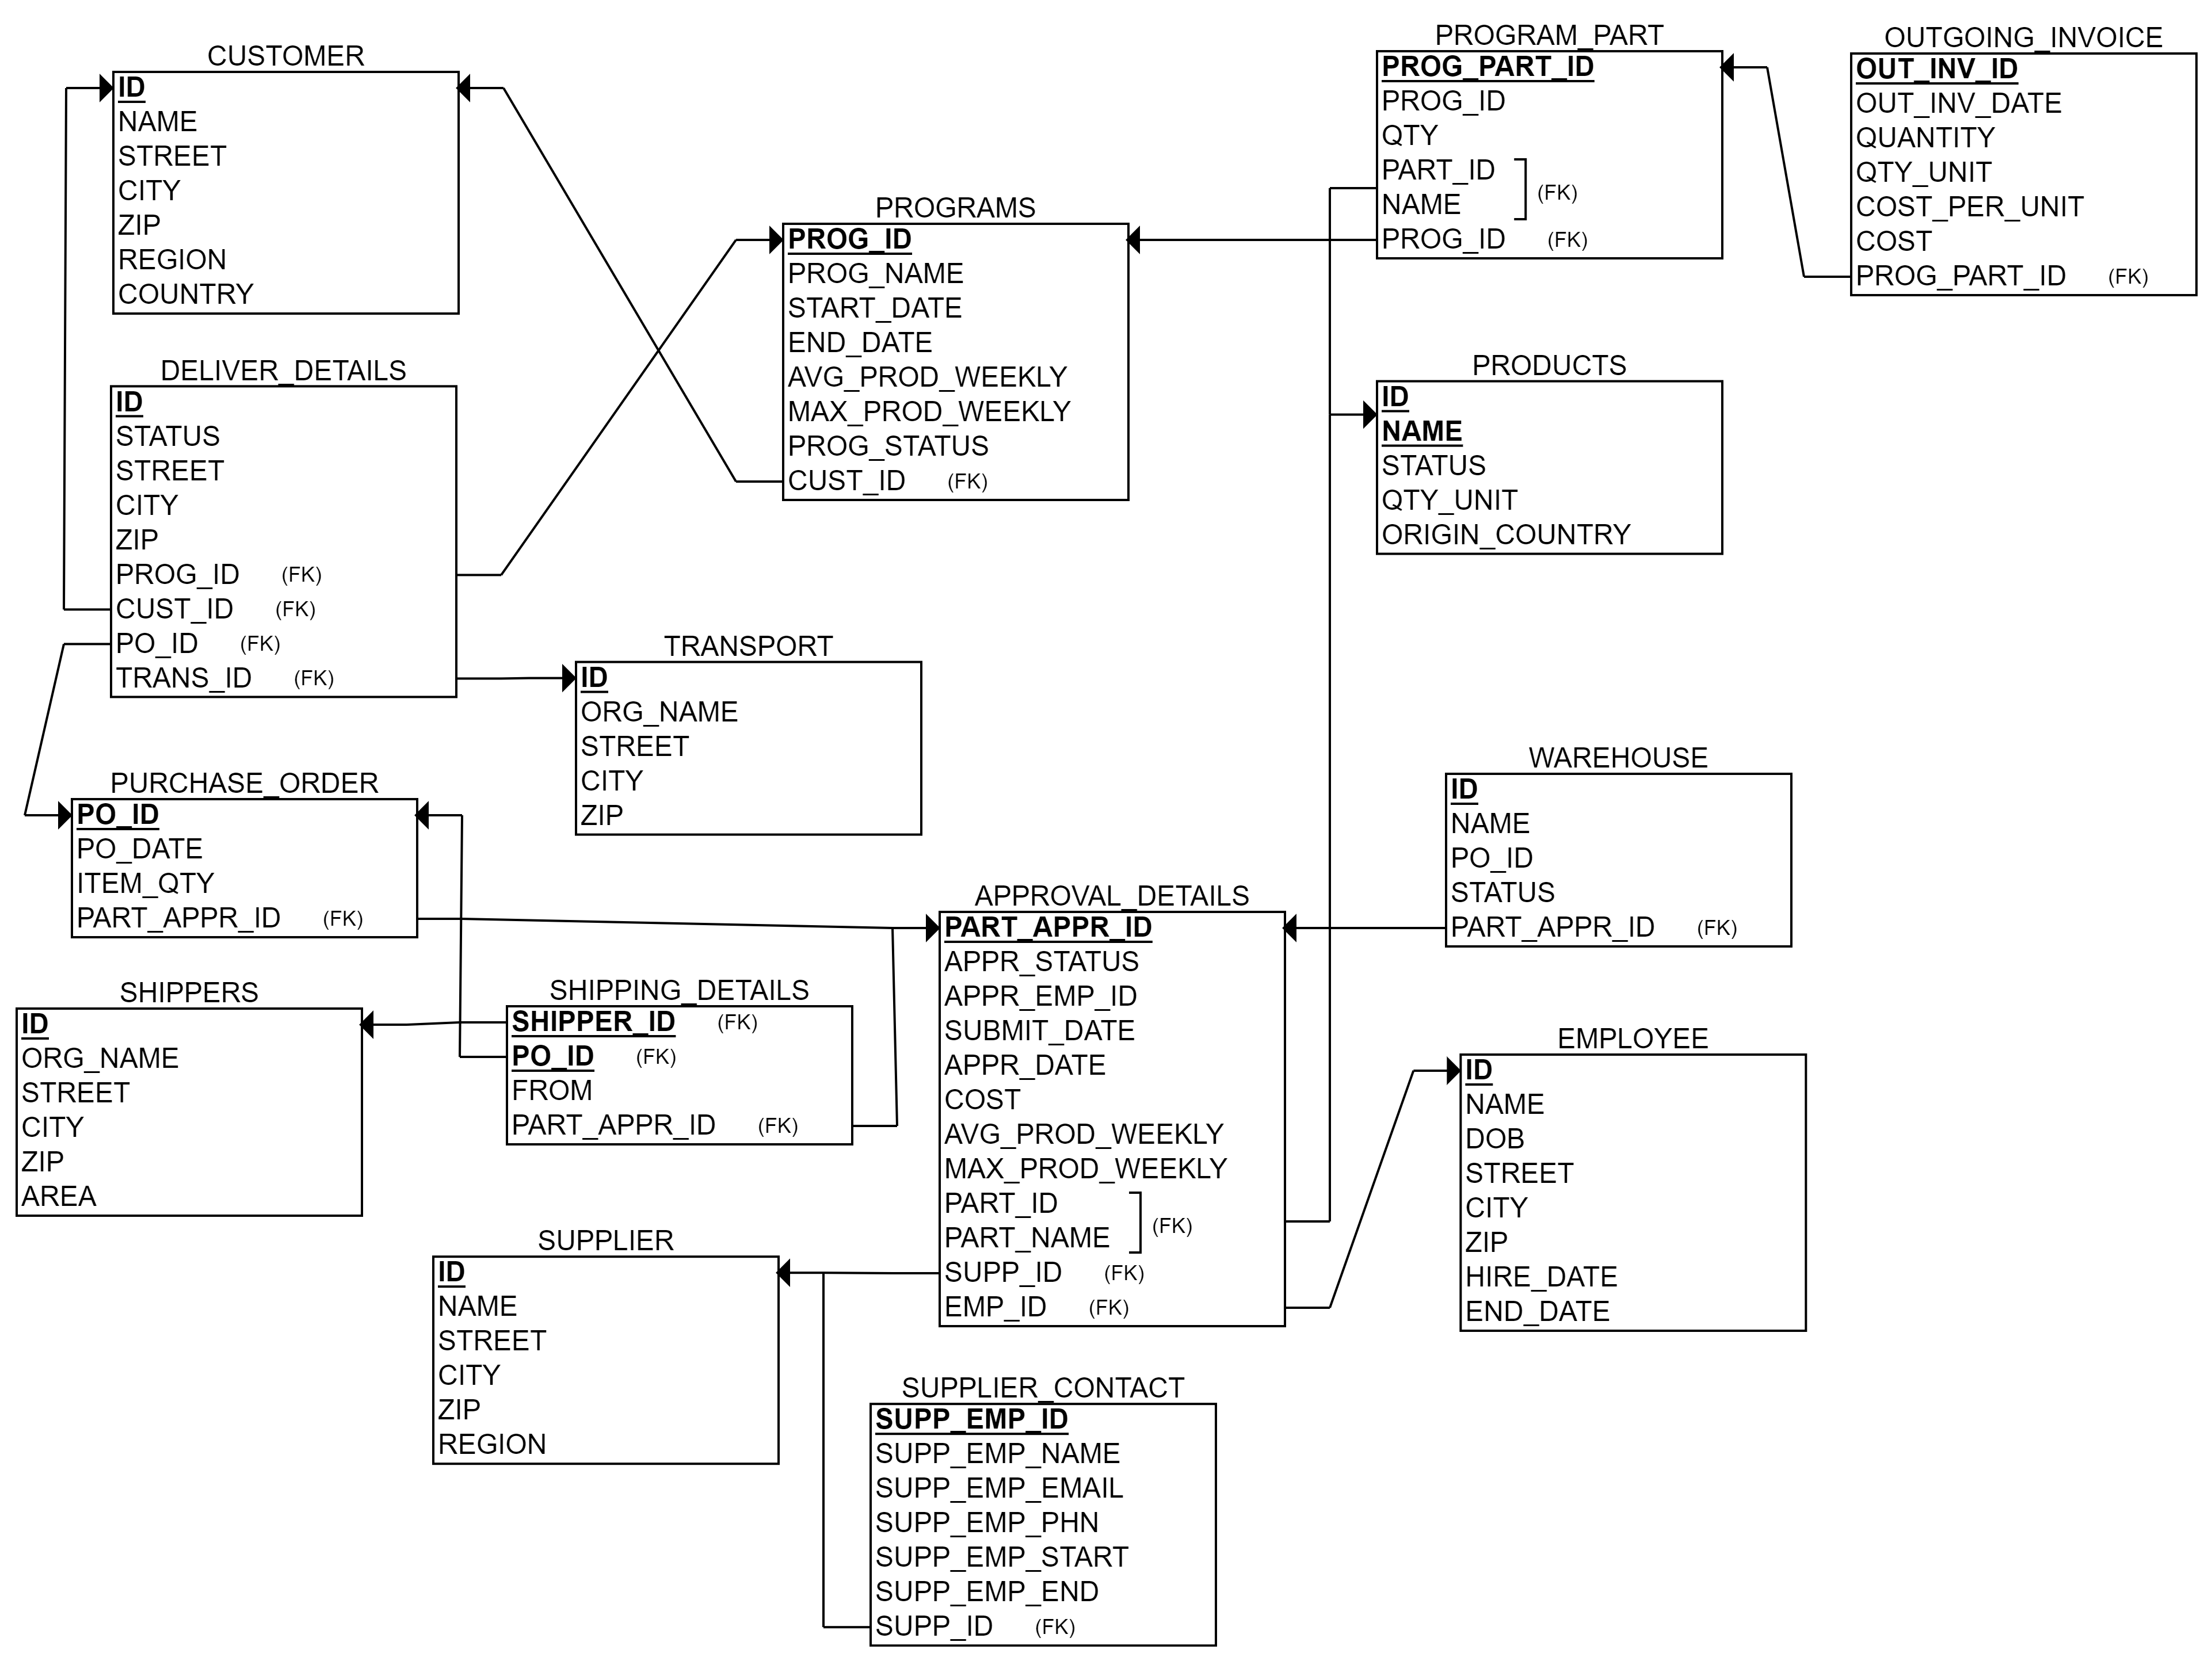 CUSTOMER
ID
NAME
STREET
CITY
ZIP
REGION
COUNTRY
DELIVER_DETAILS
ID
STATUS
STREET
CITY
ZIP
PROG_ID (FK)
CUST_ID (FK)
PO_ID (FK)
TRANS_ID (FK)
PROGRAMS
PROG_ID
PROG_NAME
START_DATE
END_DATE
AVG_PROD_WEEKLY
MAX_PROD_WEEKLY
PROG_STATUS
CUST_ID (FK)
PROGRAM_PART
PROG_PART_ID
PROG_ID
QTY
PART_ID
NAME
(FK)
PROG_ID (FK)
OUTGOING_INVOICE
OUT_INV_ID
OUT_INV_DATE
QUANTITY
QTY_UNIT
COST_PER_UNIT
COST
PROG_PART_ID (FK)
PRODUCTS
ID
NAME
STATUS
QTY_UNIT
ORIGIN_COUNTRY
TRANSPORT
ID
ORG_NAME
STREET
CITY
ZIP
PURCHASE_ORDER
PO_ID
PO_DATE
ITEM_QTY
PART_APPR_ID (FK)
WAREHOUSE
ID
NAME
PO_ID
STATUS
PART_APPR_ID (FK)
APPROVAL_DETAILS
PART_APPR_ID
APPR_STATUS
APPR_EMP_ID
SUBMIT_DATE
APPR_DATE
COST
AVG_PROD_WEEKLY
MAX_PROD_WEEKLY
PART_ID
PART_NAME
(FK)
SUPP_ID (FK)
EMP_ID (FK)
SHIPPERS
ID
ORG_NAME
STREET
CITY
ZIP
AREA
SHIPPING_DETAILS
SHIPPER_ID (FK)
PO_ID (FK)
FROM
PART_APPR_ID (FK)
EMPLOYEE
ID
NAME
DOB
STREET
CITY
ZIP
HIRE_DATE
END_DATE
SUPPLIER
ID
NAME
STREET
CITY
ZIP
REGION
SUPPLIER_CONTACT
SUPP_EMP_ID
SUPP_EMP_NAME
SUPP_EMP_EMAIL
SUPP_EMP_PHN
SUPP_EMP_START
SUPP_EMP_END
SUPP_ID (FK)